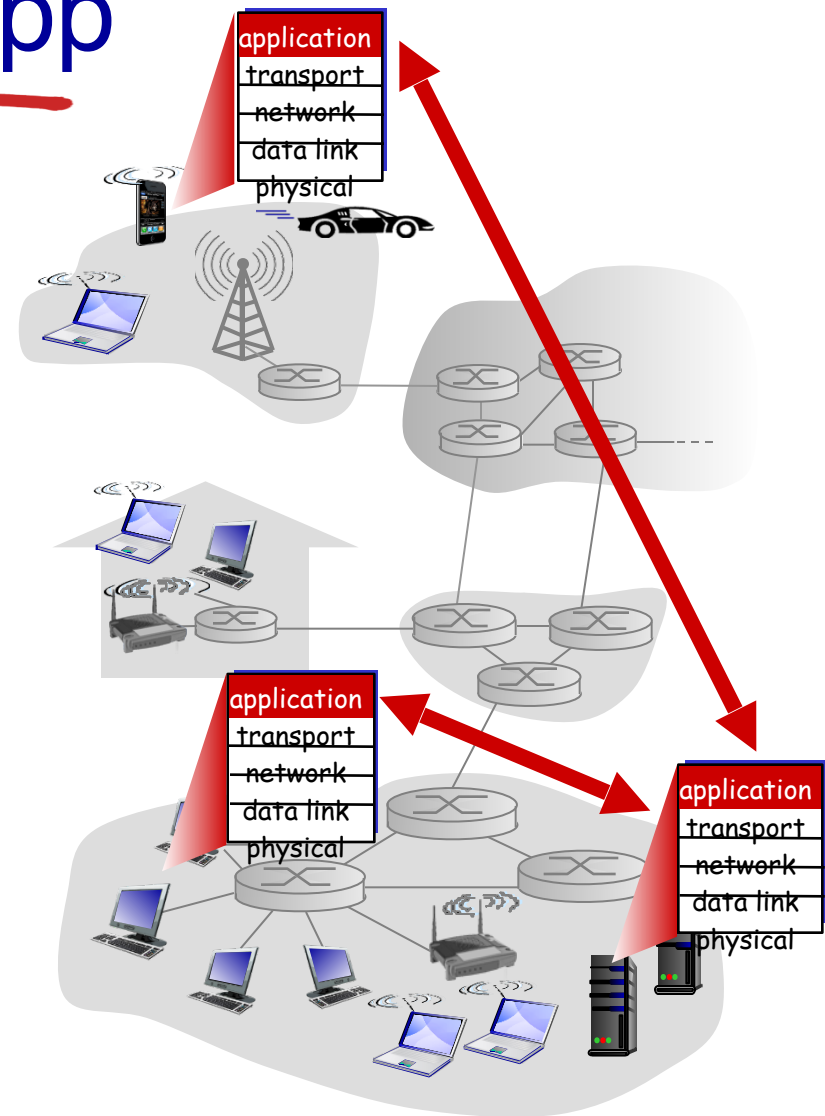 pp
application
transport
network
data link
physical
application
transport
network
data link
physical
application
transport
network
data link
physical